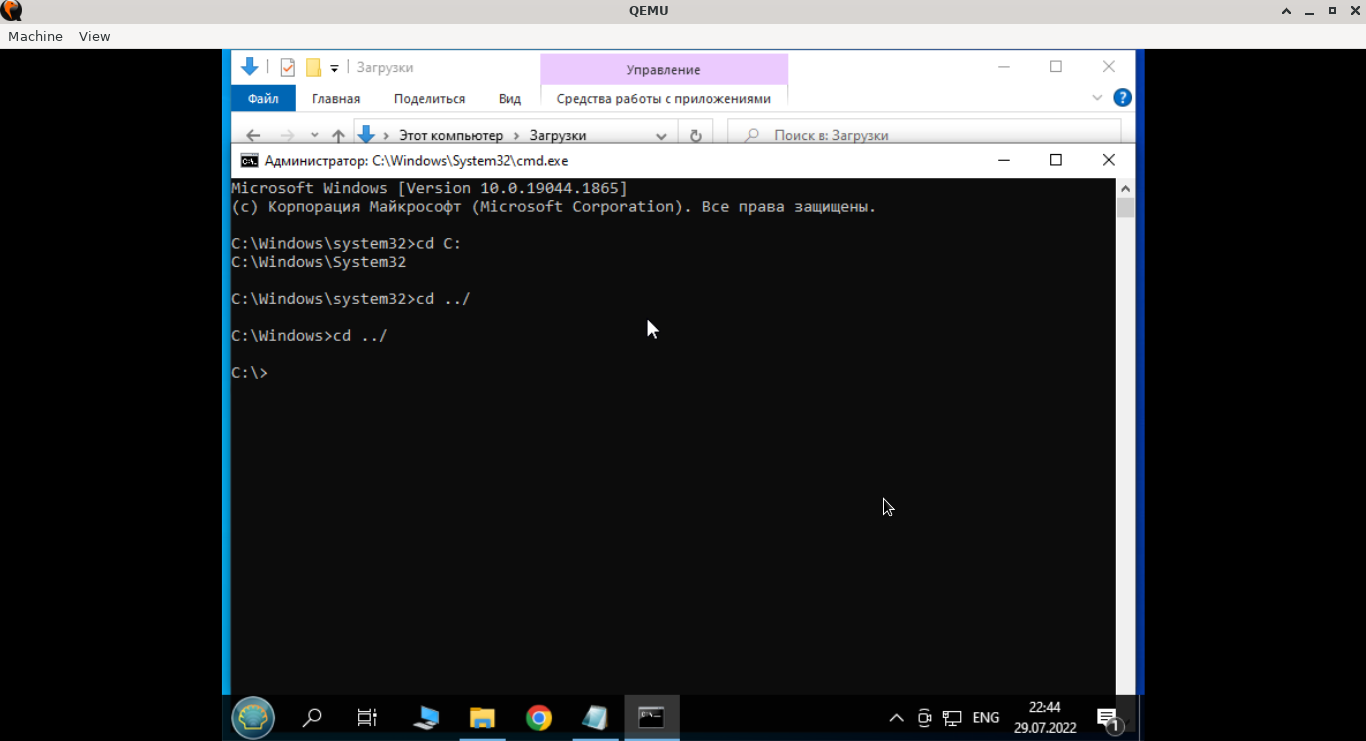 QEMU
Machine View
Загрузки
Управление
Файл Главная Поделиться Вид Средства работы с приложениями
Этот компьютер Загрузки Поиск в: Загрузки
Администратор: C:\Windows\System32\cmd.exe
Microsoft Windows [Version 10.0.19044.1865]
(c) Корпорация Майкрософт (Microsoft Corporation). Все права защищены.
C:\Windows\system32>cd C:
C:\Windows\System32
C:\Windows\system32>cd ../
C:\Windows>cd ../
C:\>
ENG
22:44
29.07.2022
1